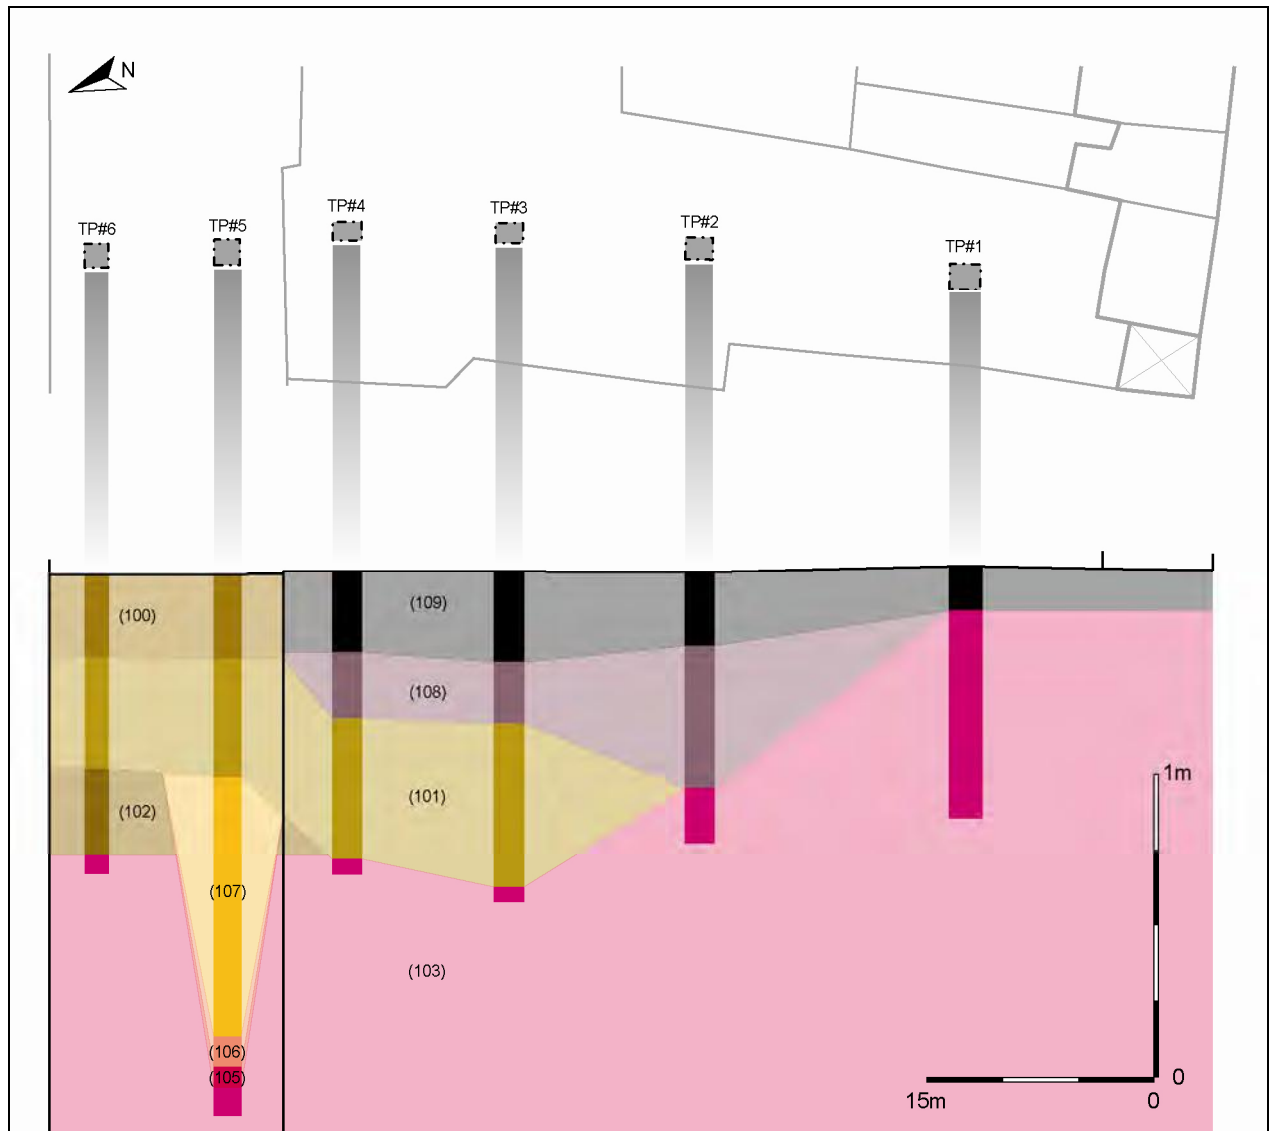 N
TP#6
TP#5
TP#4
TP#3
TP#2
TP#1
(100)
(109)
(108)
(102)
(101)
(107)
(103)
(106)
(105)
1m
0
15m
0